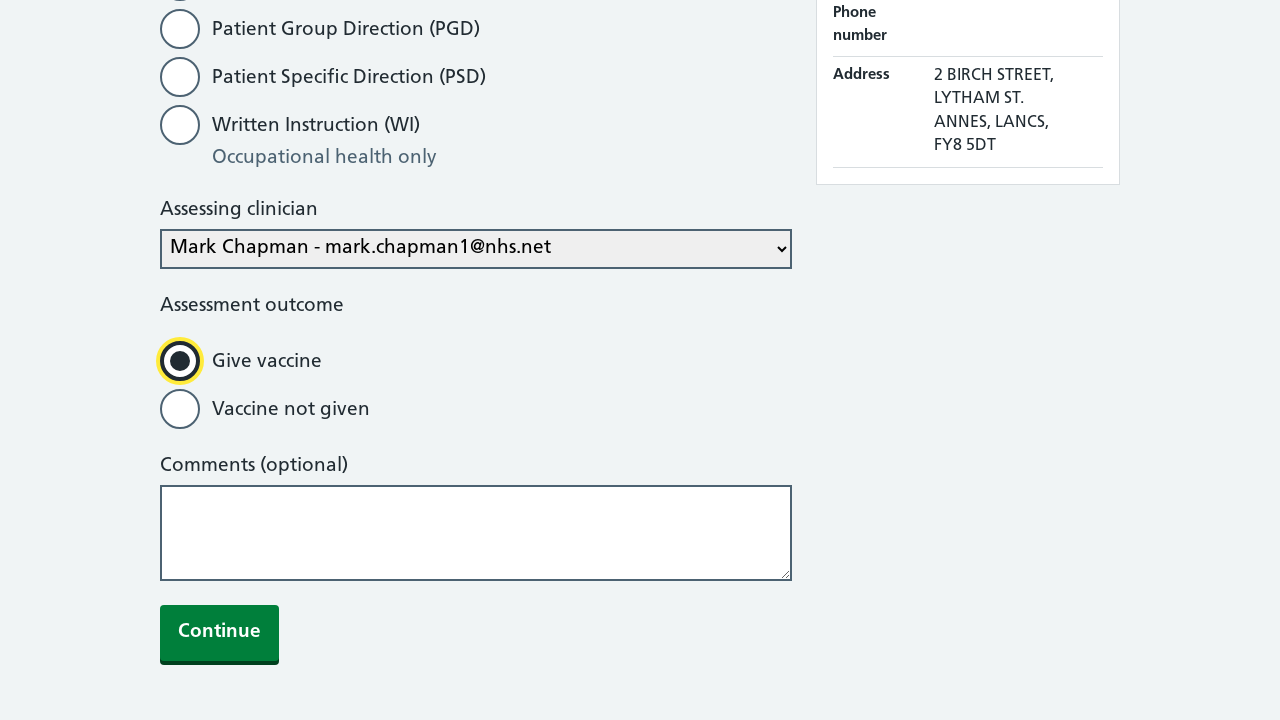 Patient Group Direction (PGD)
Patient Specific Direction (PSD)
Written Instruction (WI)
Occupational health only
Assessing clinician
Mark Chapman - mark.chapman1@nhs.net
Assessment outcome
Give vaccine
Vaccine not given
Comments (optional)
Continue
Phone
number
Address
2 BIRCH STREET,
LYTHAM ST.
ANNES, LANCS,
FY8 5DT